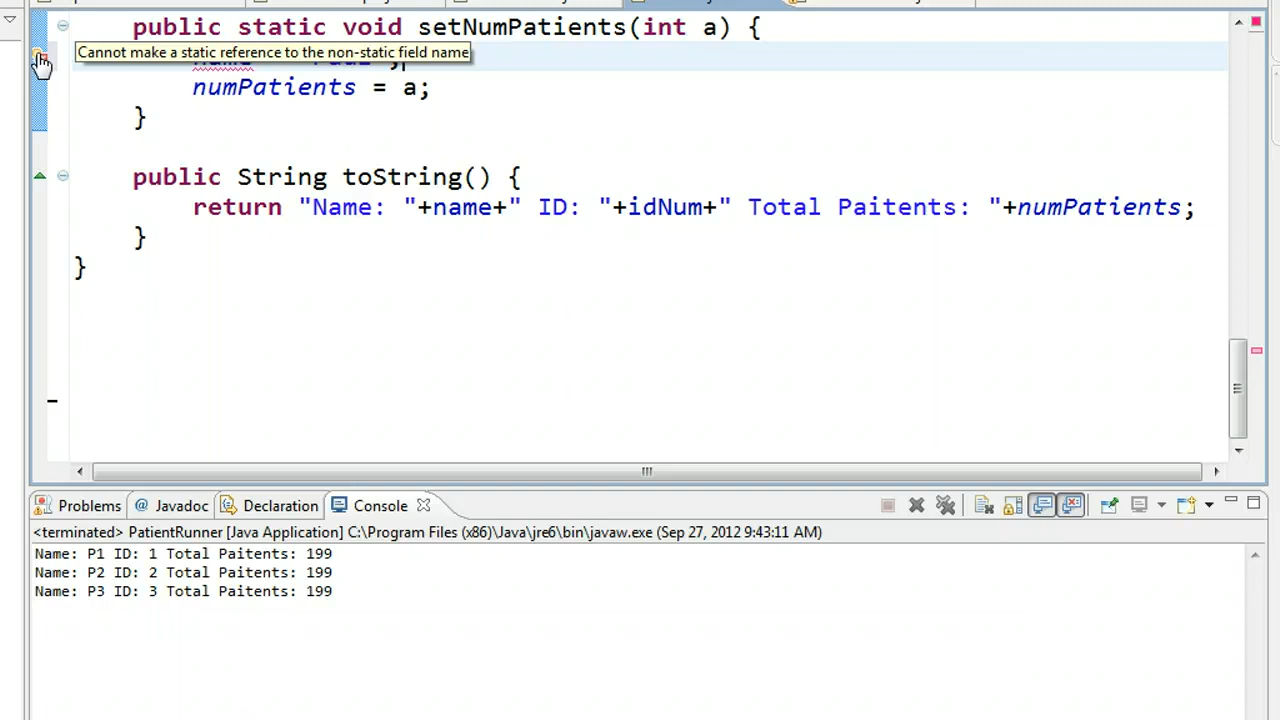 public static void setNumPatients(int a) {
Cannot make a static reference to the non-static field name
numPatients = a;
}
public String toString() {
return "Name: "+name+" ID: "+idNum+" Total Paitents: "+numPatients;
}
}
Problems @ Javadoc Declaration Console
<terminated> PatientRunner [Java Application] C:\Program Files (x86)\Java\jre6\bin\javaw.exe (Sep 27, 2012 9:43:11 AM)
Name: P1 ID: 1 Total Paitents: 199
Name: P2 ID: 2 Total Paitents: 199
Name: P3 ID: 3 Total Paitents: 199